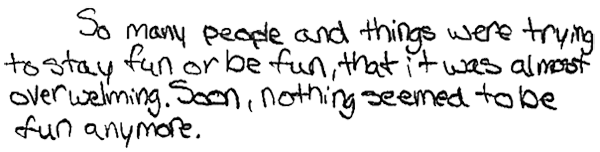 So many people and things were trying
to stay fun or be fun, that it was almost
overwelming. Soon, nothing seemed to be
fun anymore.